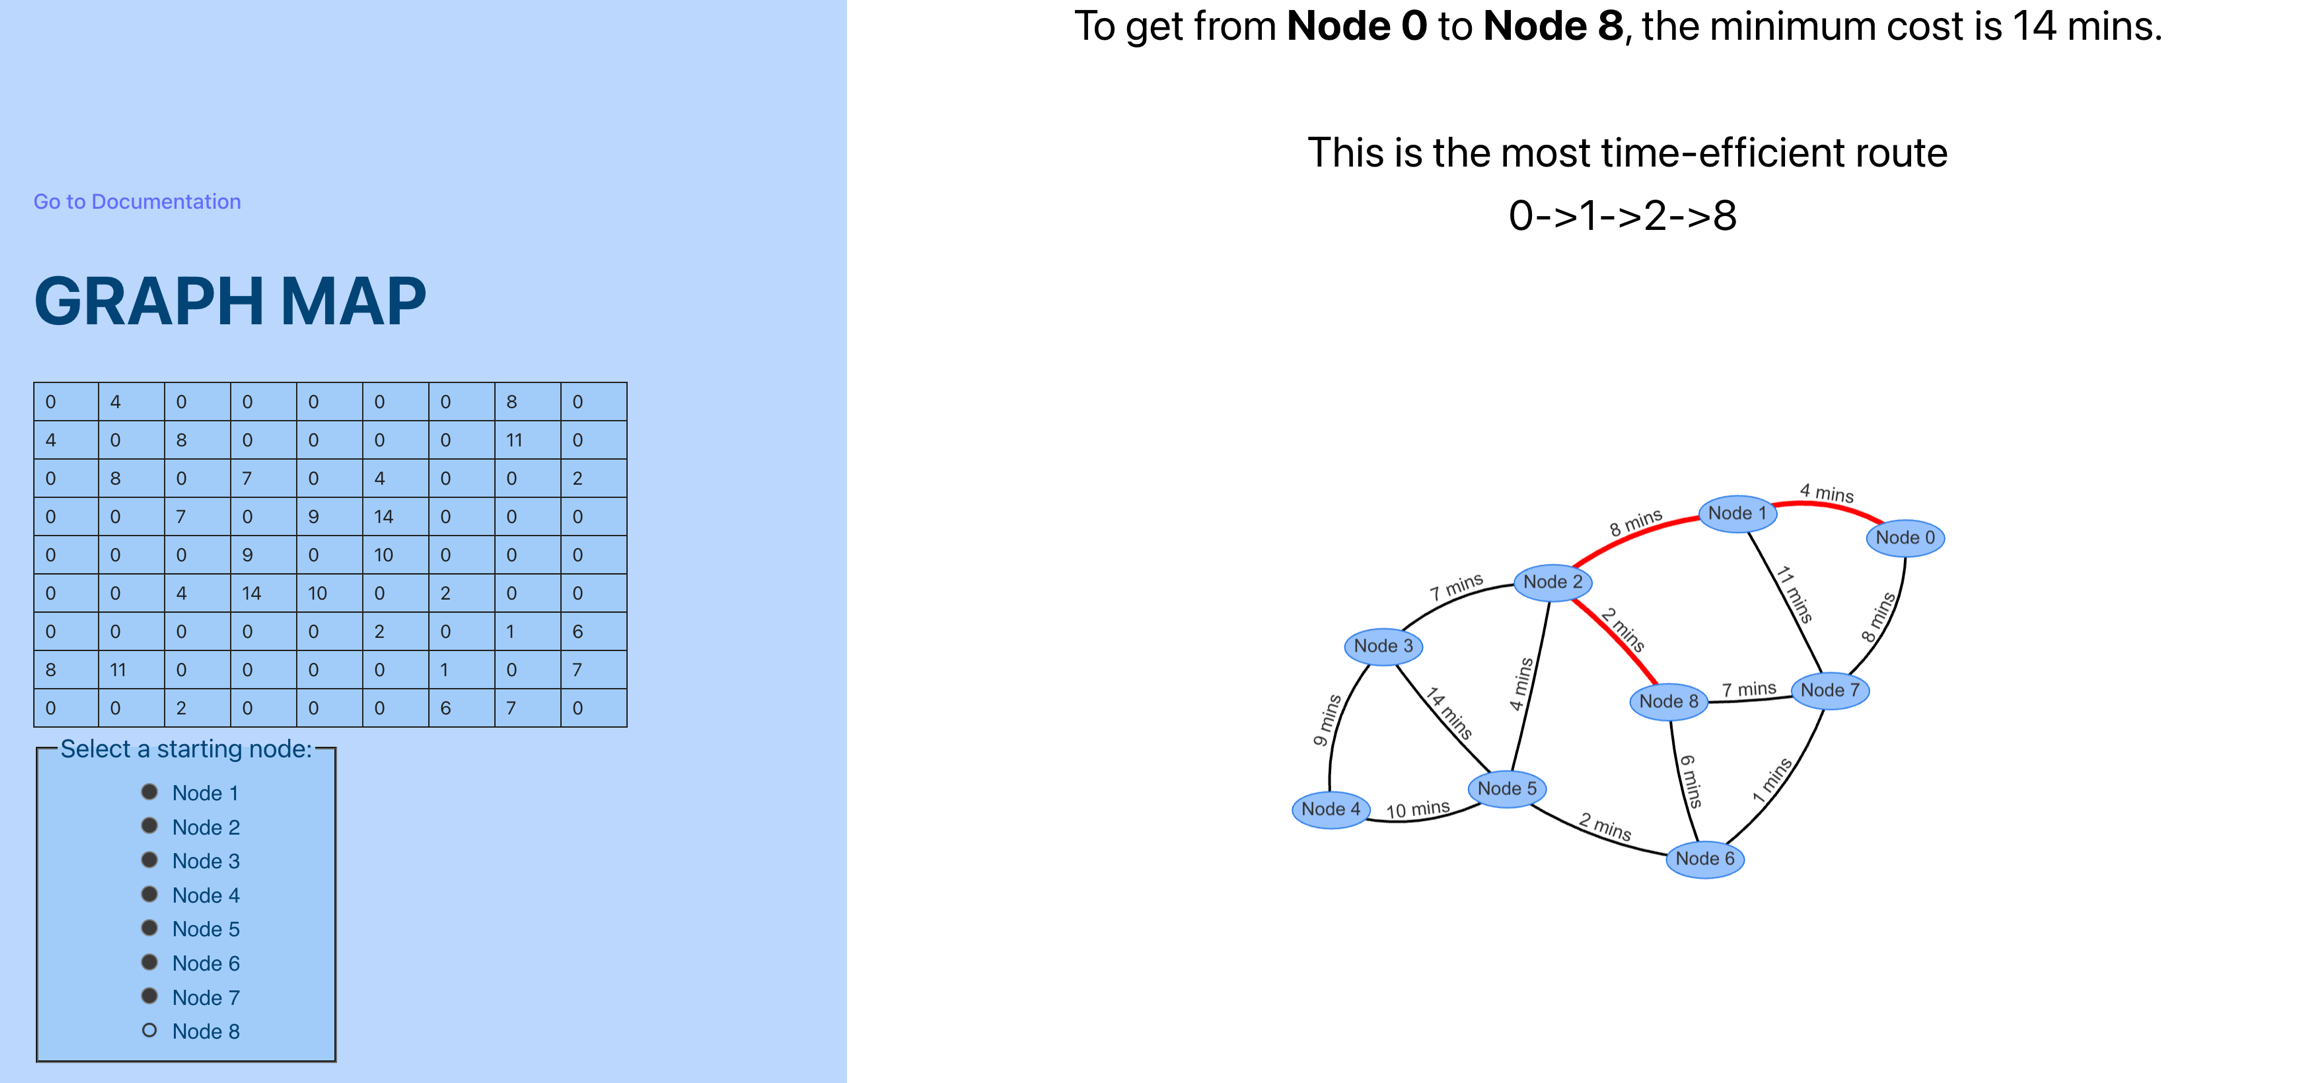 Go to Documentation
GRAPH MAP
0 4 0 0 0 0 0 8 0
4 0 8 0 0 0 0 11 0
0 8 0 7 0 4 0 0 2
0 0 7 0 9 14 0 0 0
0 0 0 9 0 10 0 0 0
0 0 4 14 10 0 2 0 0
0 0 0 0 0 2 0 1 6
8 11 0 0 0 0 1 0 7
0 0 2 0 0 0 6 7 0
Select a starting node:
Node 1
Node 2
Node 3
Node 4
Node 5
Node 6
Node 7
Node 8
To get from Node 0 to Node 8, the minimum cost is 14 mins.
This is the most time-efficient route
0->1->2->8
4 mins
Node 1
8 mins
Node 0
Node 2
7 mins
11 mins
8 mins
2 mins
Node 3
4 mins
Node 7
7 mins
Node 8
14 mins
9 mins
6 mins
1 mins
Node 5
Node 4
10 mins
2 mins
Node 6